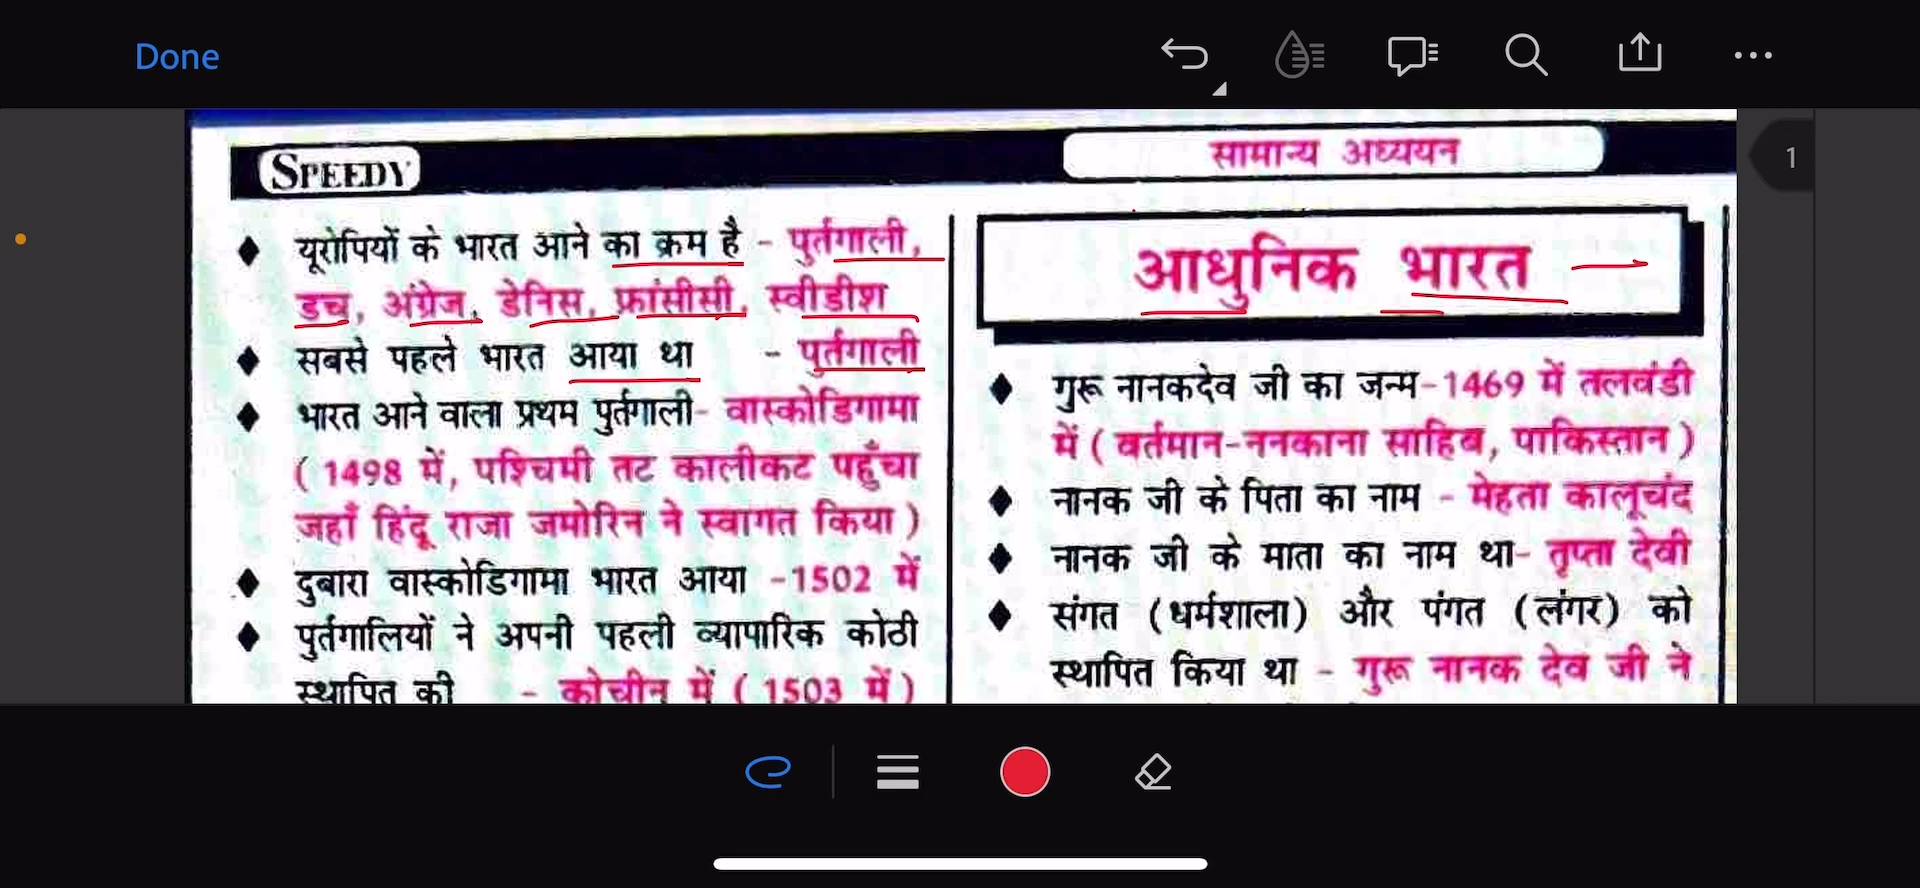 Done
1
SPEEDY
सामान्य अध्ययन
♦ यूरोपियों के भारत आने का क्रम है - पुर्तगाली,
डच, अंग्रेज, डेनिस, फ्रांसीसी, स्वीडीश
♦ सबसे पहले भारत आया था - पुर्तगाली
♦ भारत आने वाला प्रथम पुर्तगाली- वास्कोडिगामा
( 1498 में, पश्चिमी तट कालीकट पहुँचा
जहाँ हिंदू राजा जमोरिन ने स्वागत किया )
♦ दुबारा वास्कोडिगामा भारत आया -1502 में
♦ पुर्तगालियों ने अपनी पहली व्यापारिक कोठी
स्थापित की - कोचीन में ( 1503 में )
आधुनिक भारत
♦ गुरू नानकदेव जी का जन्म-1469 में तलवंडी
में ( वर्तमान-ननकाना साहिब, पाकिस्तान )
♦ नानक जी के पिता का नाम - मेहता कालूचंद
♦ नानक जी के माता का नाम था- तृप्ता देवी
♦ संगत (धर्मशाला) और पंगत (लंगर) को
स्थापित किया था - गुरू नानक देव जी ने